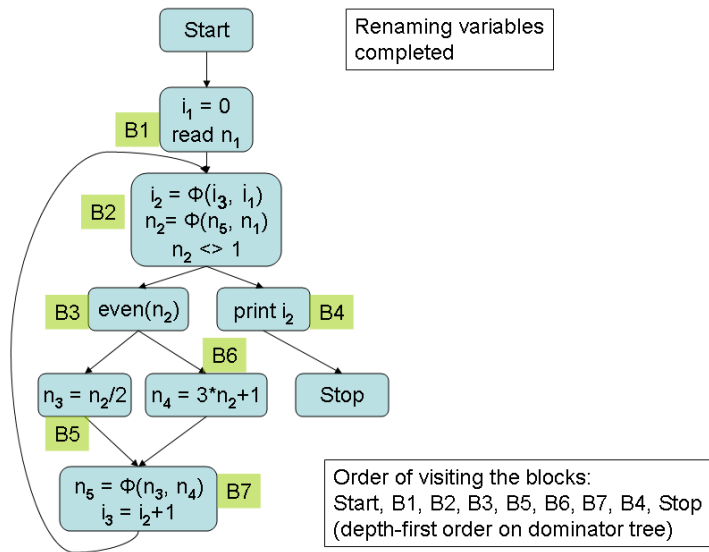 Start
Renaming variables
completed
B1
i₁ = 0
read n₁
B2
i₂ = Φ(i₃, i₁)
n₂= Φ(n₅, n₁)
n₂ <> 1
B3
even(n₂)
print i₂
B4
B6
n₃ = n₂/2
n₄ = 3*n₂+1
Stop
B5
n₅ = Φ(n₃, n₄)
i₃ = i₂+1
B7
Order of visiting the blocks:
Start, B1, B2, B3, B5, B6, B7, B4, Stop
(depth-first order on dominator tree)